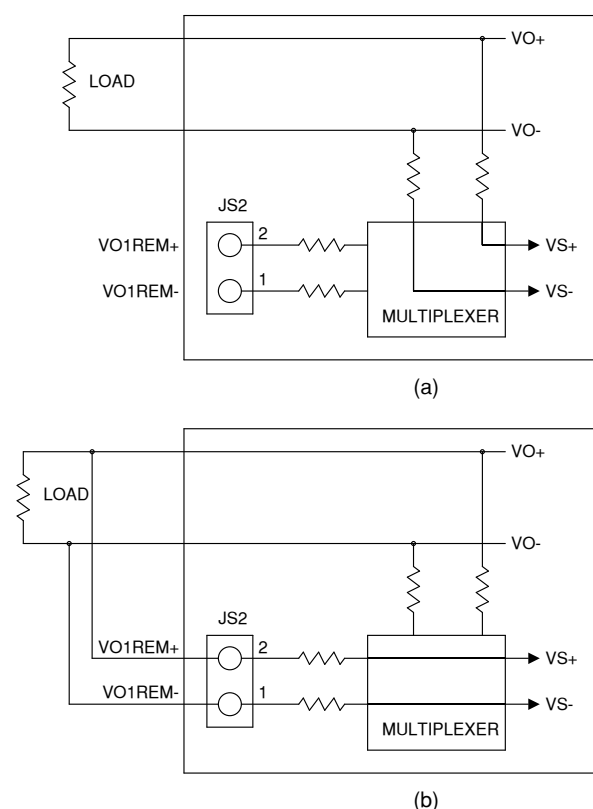 VO+
LOAD
VO-
JS2
VO1REM+ 2 VS+
VO1REM- 1 VS-
MULTIPLEXER
(a)
VO+
LOAD
VO-
JS2
VO1REM+ 2 VS+
VO1REM- 1 VS-
MULTIPLEXER
(b)